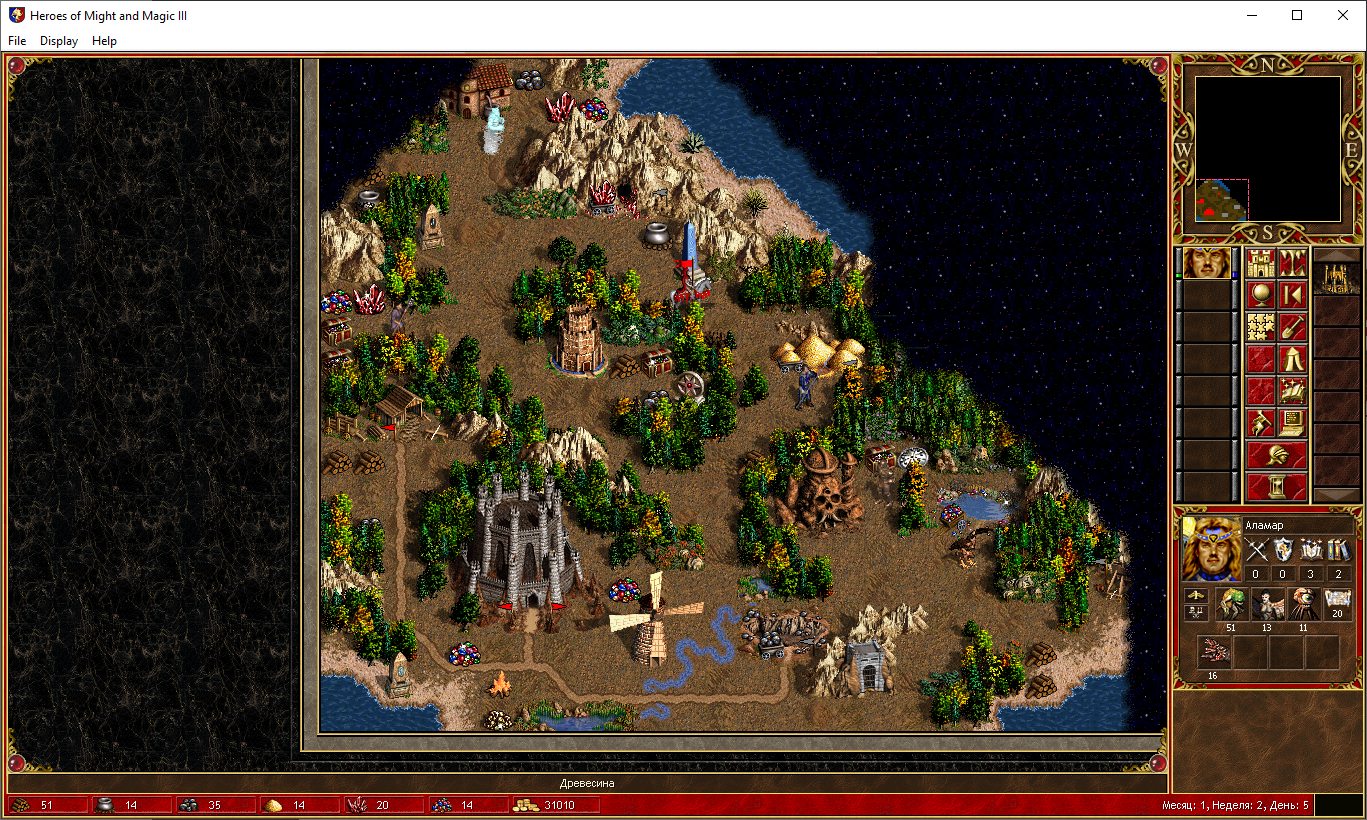 Heroes of Might and Magic III
File Display Help
N
W E
S
Аламар
0 0 3 2
20
51 13 11
16
Древесина
51 14 35 14 20 14 31010 Месяц: 1, Неделя: 2, День: 5